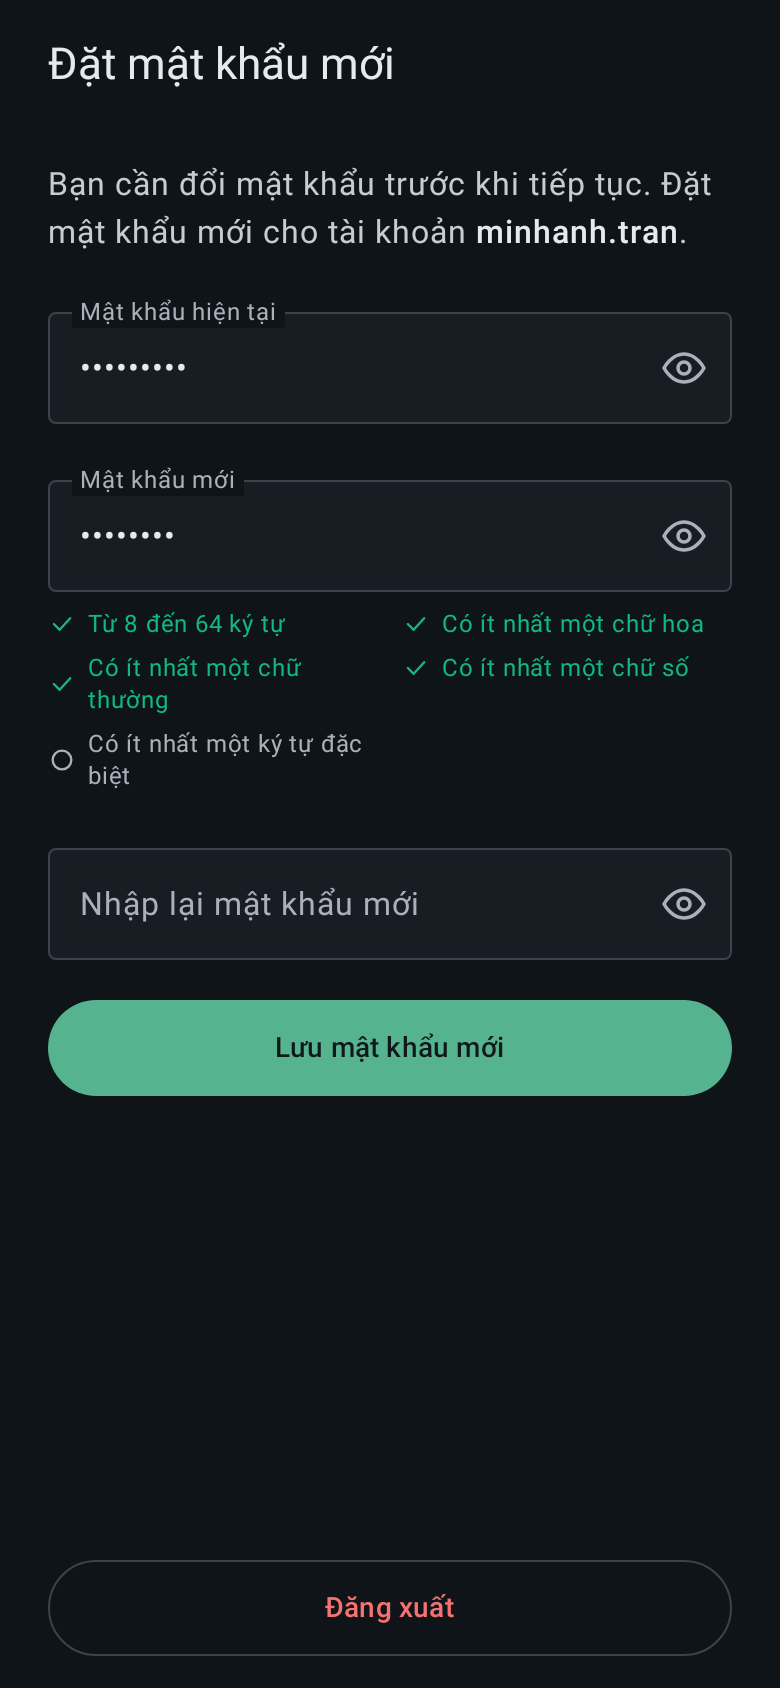 Đặt mật khẩu mới
Bạn cần đổi mật khẩu trước khi tiếp tục. Đặt
mật khẩu mới cho tài khoản minhanh.tran.
Mật khẩu hiện tại
•••••••••
Mật khẩu mới
••••••••
Từ 8 đến 64 ký tự
Có ít nhất một chữ hoa
Có ít nhất một chữ
thường
Có ít nhất một chữ số
Có ít nhất một ký tự đặc
biệt
Nhập lại mật khẩu mới
Lưu mật khẩu mới
Đăng xuất